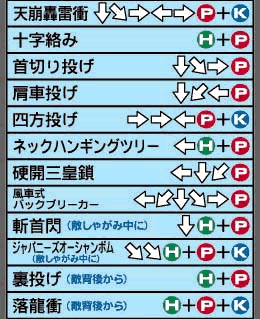 天崩轟雷衝 ⇩⬂⇨⇦⇨P+K
十字絡み H+P
首切り投げ ⇩⬂⇨P
肩車投げ ⇩⬃⇦P
四方投げ ⇨⇨⇦P+K
ネックハンギングツリー ⇦H+P
硬開三皇鎖 ⇦⬃⇩P
風車式
バックブリーカー ⇦⬃⇩⬂⇨P
斬首閃(敵しゃがみ中に) ⇩H+P
ジャパニーズオーシャンボム
(敵しゃがみ中に) ⬂⬂H+P+K
裏投げ(敵背後から) H+P
落龍衝(敵背後から) H+P+K